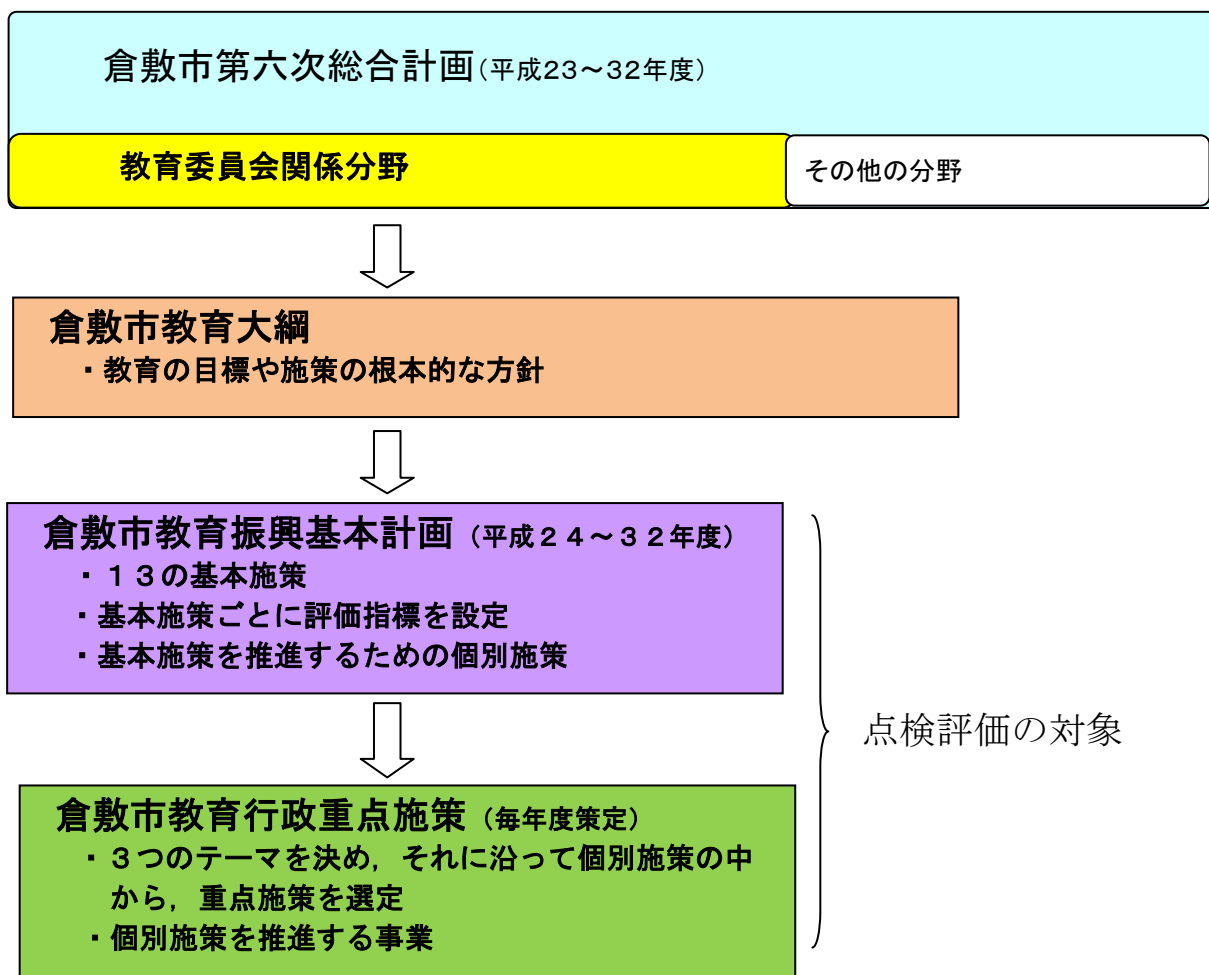 倉敷市第六次総合計画(平成23~32年度)
教育委員会関係分野
その他の分野
倉敷市教育大綱
・教育の目標や施策の根本的な方針
倉敷市教育振興基本計画(平成24~32年度)
・13の基本施策
・基本施策ごとに評価指標を設定
・基本施策を推進するための個別施策
点検評価の対象
倉敷市教育行政重点施策(毎年度策定)
・3つのテーマを決め,それに沿って個別施策の中
から,重点施策を選定
・個別施策を推進する事業